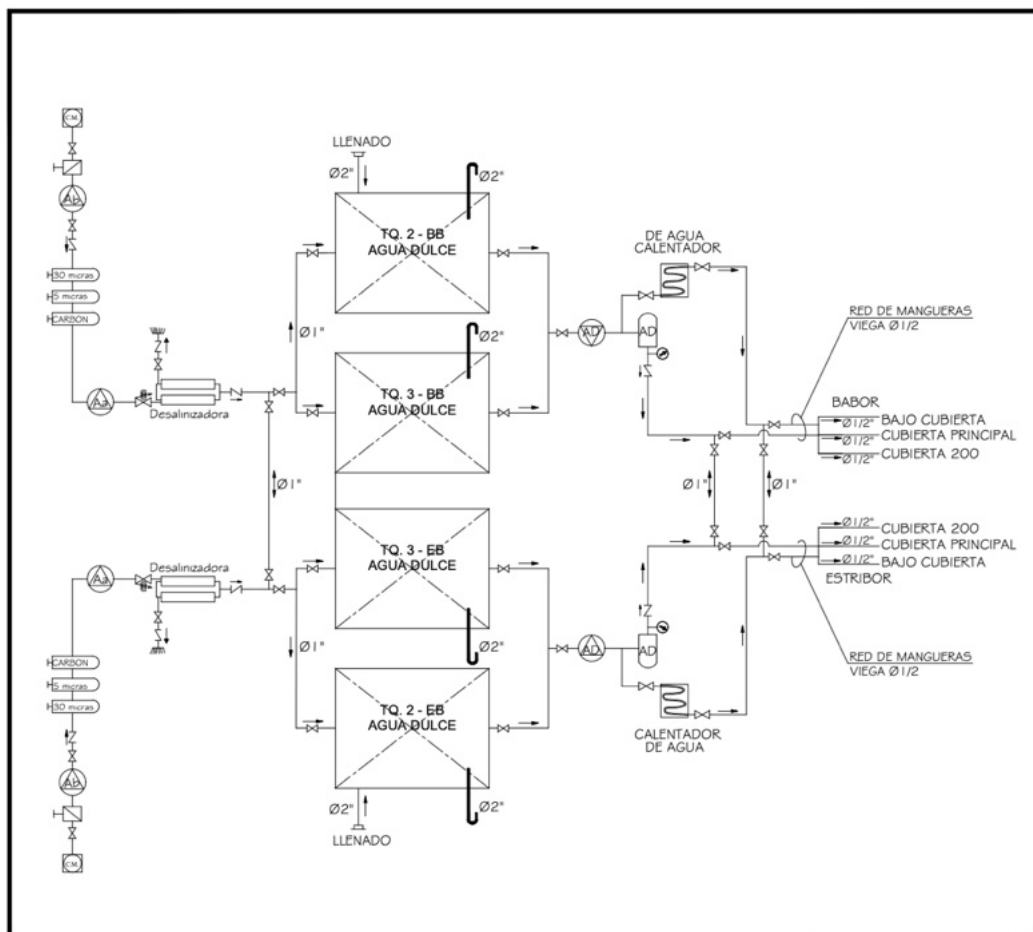 C.M.
LLENADO
Ø2"
Ø2"
Ab
TQ. 2 - BB
AGUA DULCE
DE AGUA
CALENTADOR
30 micras
5 micras
CARBON
RED DE MANGUERAS
VIEGA Ø1/2
Ø1"
AD
AD
Ø2"
Aa
Desalinizadora
TQ. 3 - BB
AGUA DULCE
BABOR
Ø1/2" BAJO CUBIERTA
Ø1/2" CUBIERTA PRINCIPAL
Ø1/2" CUBIERTA 200
Ø1"
Ø1"
Ø1"
Aa
Desalinizadora
TQ. 3 - EB
AGUA DULCE
Ø1/2" CUBIERTA 200
Ø1/2" CUBIERTA PRINCIPAL
Ø1/2" BAJO CUBIERTA
ESTRIBOR
Ø2"
Ø1"
AD
AD
CARBON
5 micras
30 micras
RED DE MANGUERAS
VIEGA Ø1/2
TQ. 2 - EB
AGUA DULCE
CALENTADOR
DE AGUA
Ab
Ø2"
Ø2"
LLENADO
C.M.